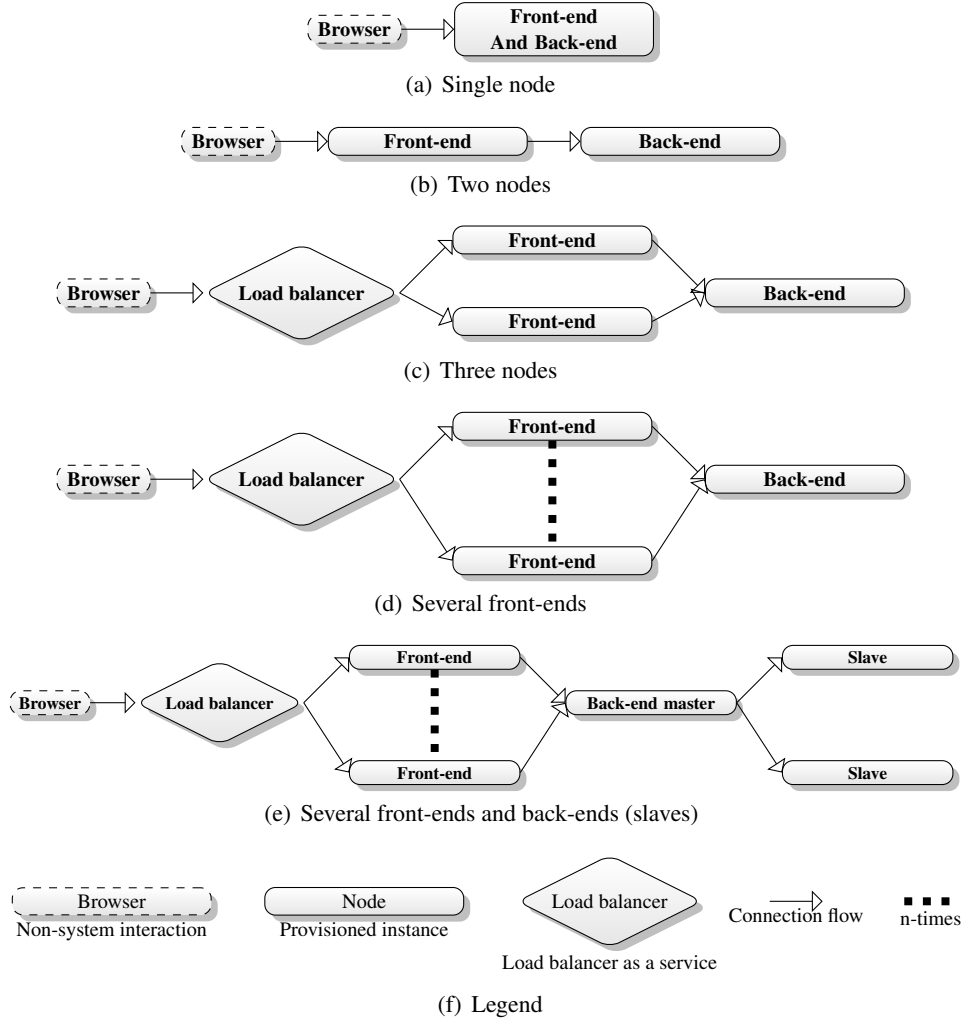 Browser
Front-end
And Back-end
(a) Single node
Browser
Front-end
Back-end
(b) Two nodes
Front-end
Browser
Load balancer
Back-end
Front-end
(c) Three nodes
Front-end
Browser
Load balancer
Back-end
Front-end
(d) Several front-ends
Front-end
Slave
Browser
Load balancer
Back-end master
Front-end
Slave
(e) Several front-ends and back-ends (slaves)
Browser
Non-system interaction
Node
Provisioned instance
Load balancer
Load balancer as a service
Connection flow
n-times
(f) Legend